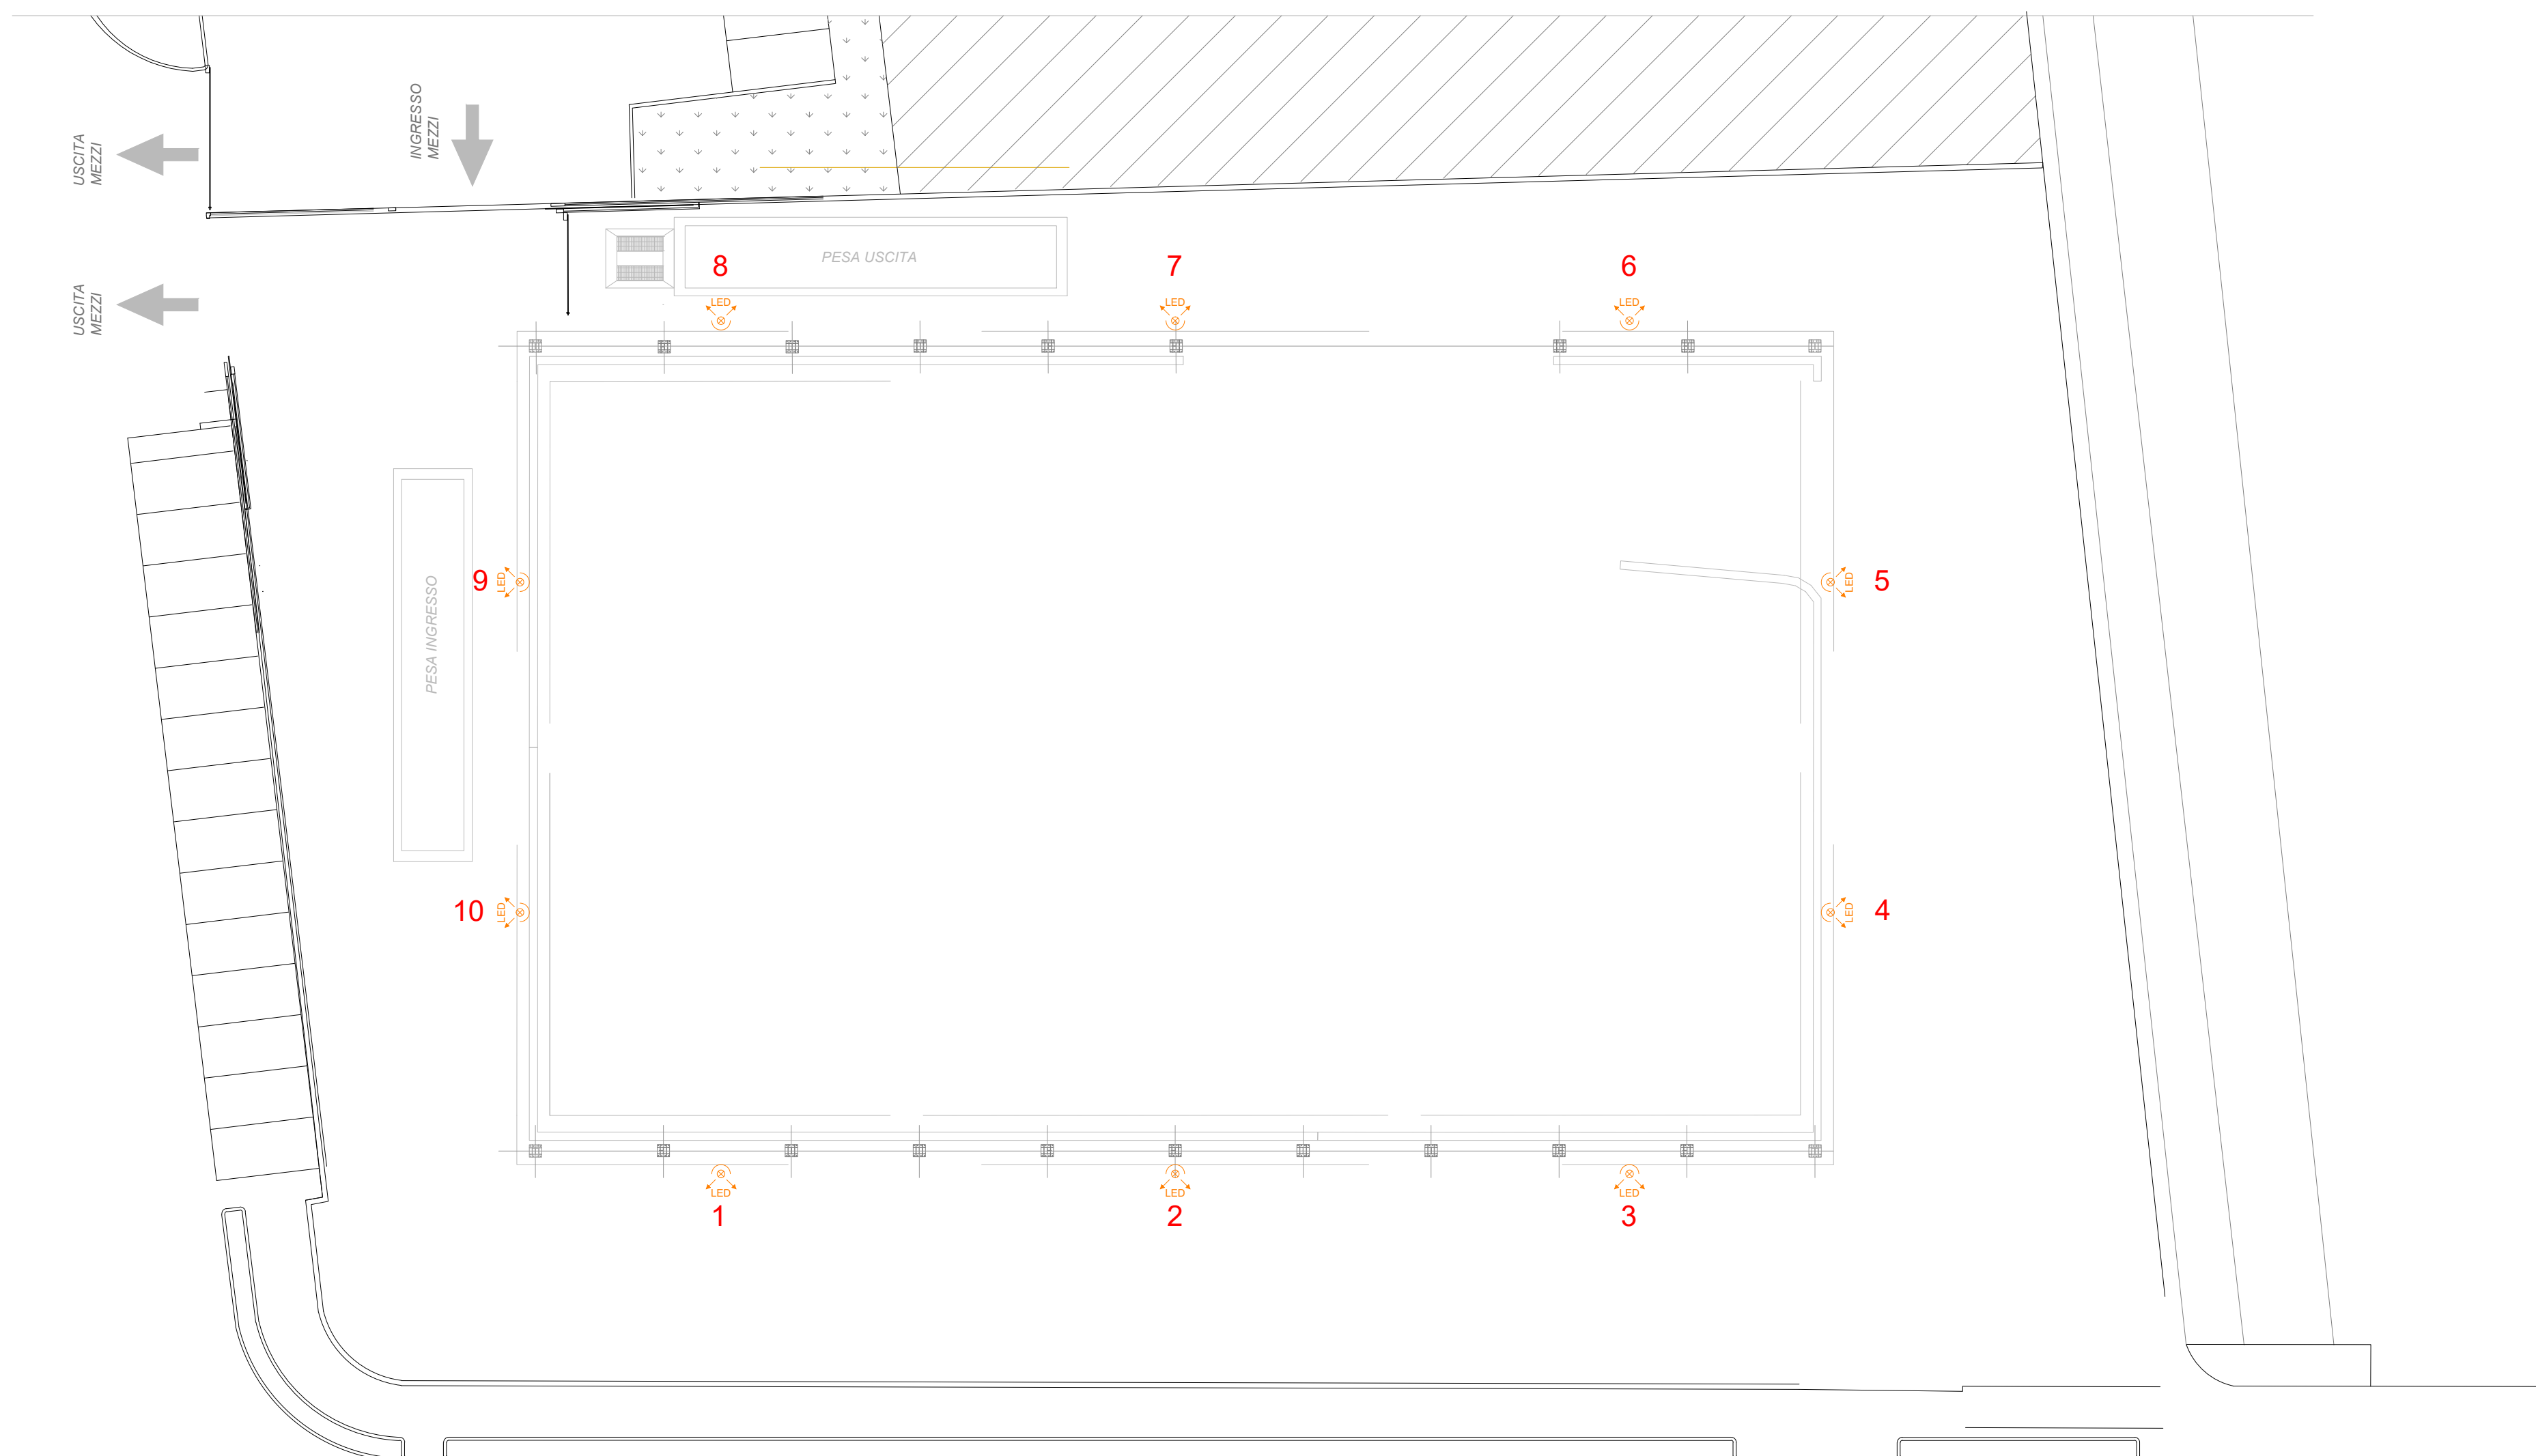 INGRESSO
MEZZI
USCITA
MEZZI
USCITA
MEZZI
PESA USCITA
8
7
6
LED
LED
LED
9
LED
LED
5
PESA INGRESSO
10
LED
LED
4
LED
LED
LED
1
2
3